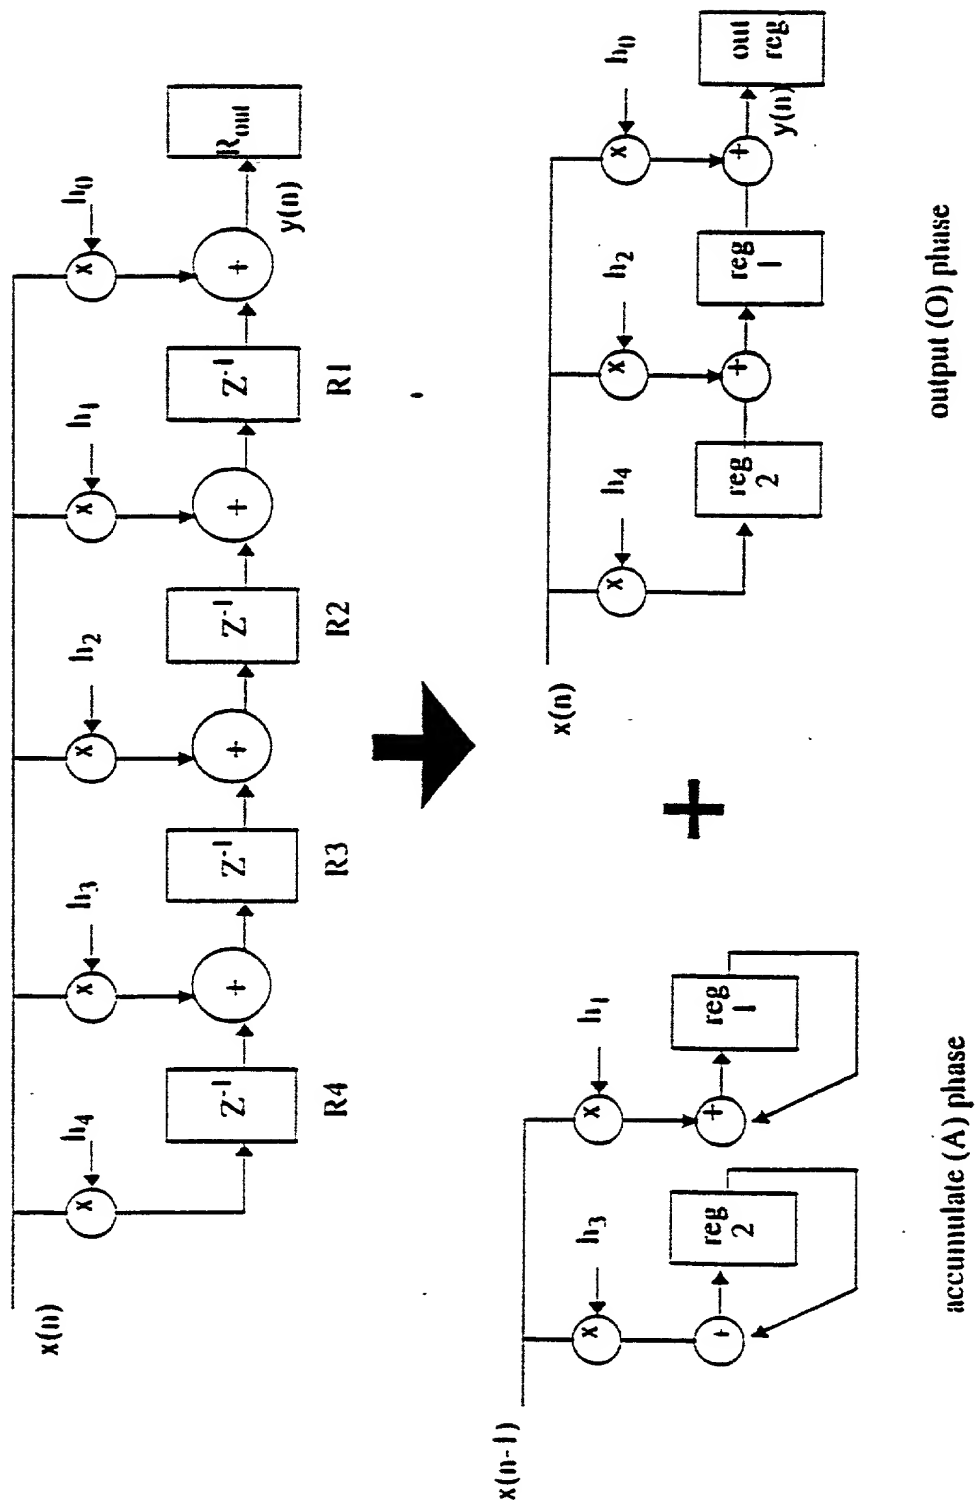 x(n)
h4
h3
h2
h1
h0
x
x
x
x
x
Z-1
+
Z-1
+
Z-1
+
Z-1
+
Rout
R4
R3
R2
R1
y(n)
+
x(n-1)
h3
h1
x
x
+
reg
2
+
reg
1
accumulate (A) phase
x(n)
h4
h2
h0
x
x
x
reg
2
+
reg
1
+
out
reg
y(n)
output (O) phase